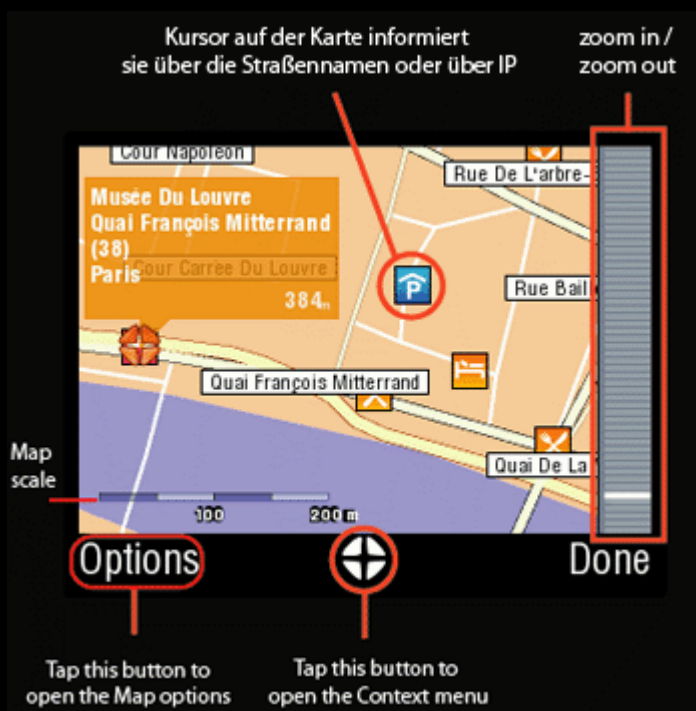 Kursor auf der Karte informiert
sie über die Straßennamen oder über IP
zoom in /
zoom out
Cour Napoleon
Rue De L'arbre-
Musée Du Louvre
Quai François Mitterrand
(38)
Paris
Cour Carrée Du Louvre
384m
Rue Bail
Quai François Mitterrand
Quai De La
Map
scale
100
200 m
P
Options
Done
Tap this button to
open the Map options
Tap this button to
open the Context menu